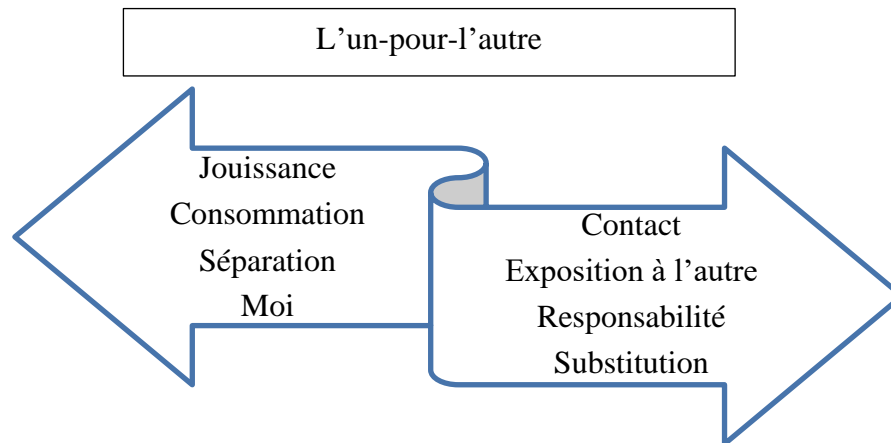 L’un-pour-l’autre
Jouissance
Consommation
Séparation
Moi
Contact
Exposition à l’autre
Responsabilité
Substitution